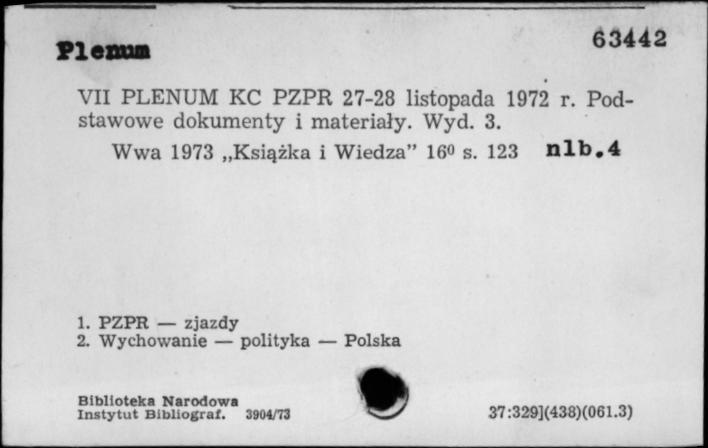 Plenum
63442
VII PLENUM KC PZPR 27-28 listopada 1972 r. Pod-
stawowe dokumenty i materiały. Wyd. 3.
Wwa 1973 „Książka i Wiedza” 16⁰ s. 123 nlb.4
1. PZPR — zjazdy
2. Wychowanie — polityka — Polska
Biblioteka Narodowa
Instytut Bibliograf. 3904/73
37:329](438)(061.3)